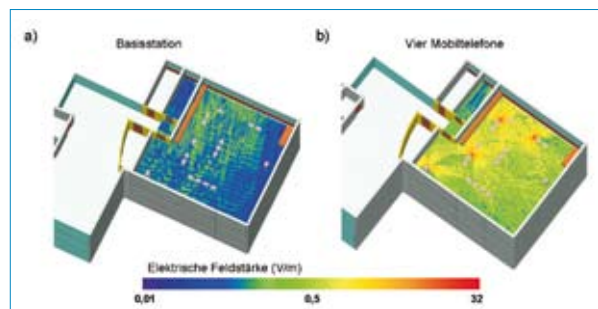 a)
Basisstation
b)
Vier Mobiltelefone
Elektrische Feldstärke (V/m)
0,01
0,5
32